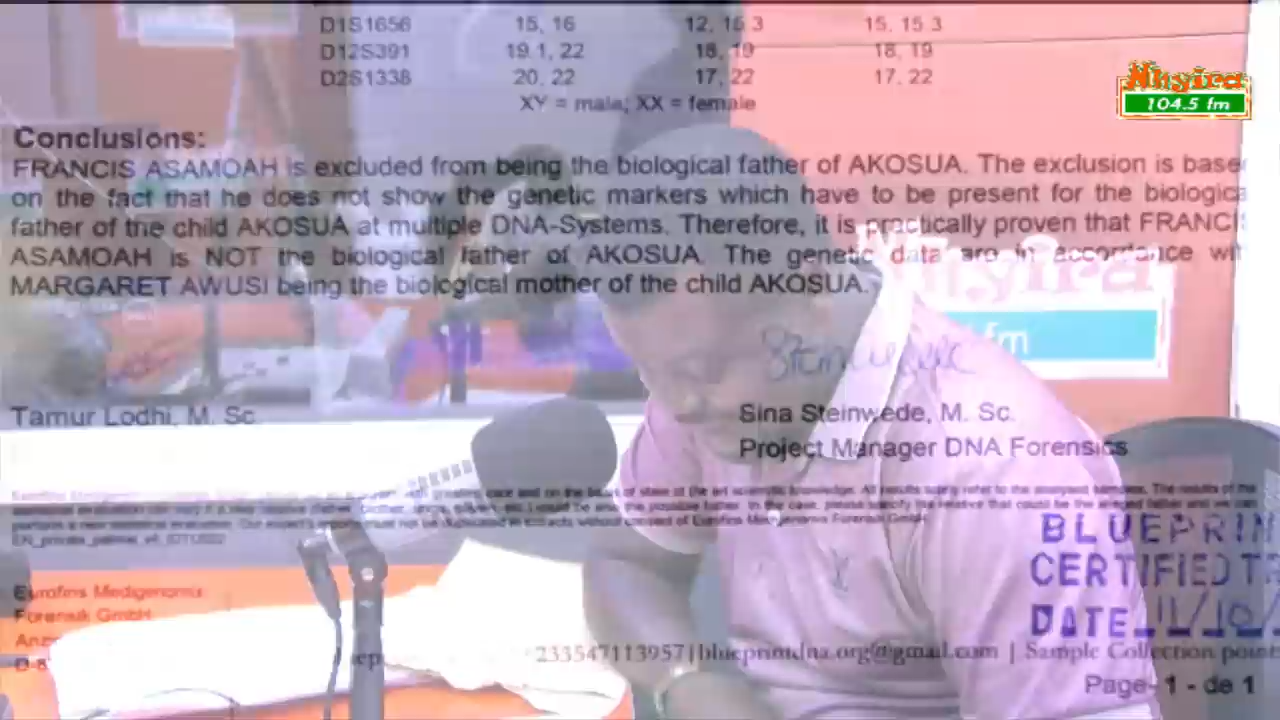 D1S1656 15, 16 12, 15.3 15, 15.3
D12S391 19.1, 22 18, 19 18, 19
D2S1338 20, 22 17, 22 17, 22
XY = male; XX = female
Nhyira
104.5 fm
Conclusions:
FRANCIS ASAMOAH is excluded from being the biological father of AKOSUA. The exclusion is base
on the fact that he does not show the genetic markers which have to be present for the biologica
father of the child AKOSUA at multiple DNA-Systems. Therefore, it is practically proven that FRANCIS
ASAMOAH is NOT the biological father of AKOSUA. The genetic data are in accordance wit
MARGARET AWUSI being the biological mother of the child AKOSUA.
Nhyira
fm
Tamur Lodhi, M. Sc.
Sina Steinwede, M. Sc.
Project Manager DNA Forensics
BLUEPRIN
CERTIFIED TR
DATE 11/10/
Eurofins Medigenomix
Forensik GmbH
233547113957 | blueprintdna.org@gmail.com | Sample Collection point
Page 1 - de 1